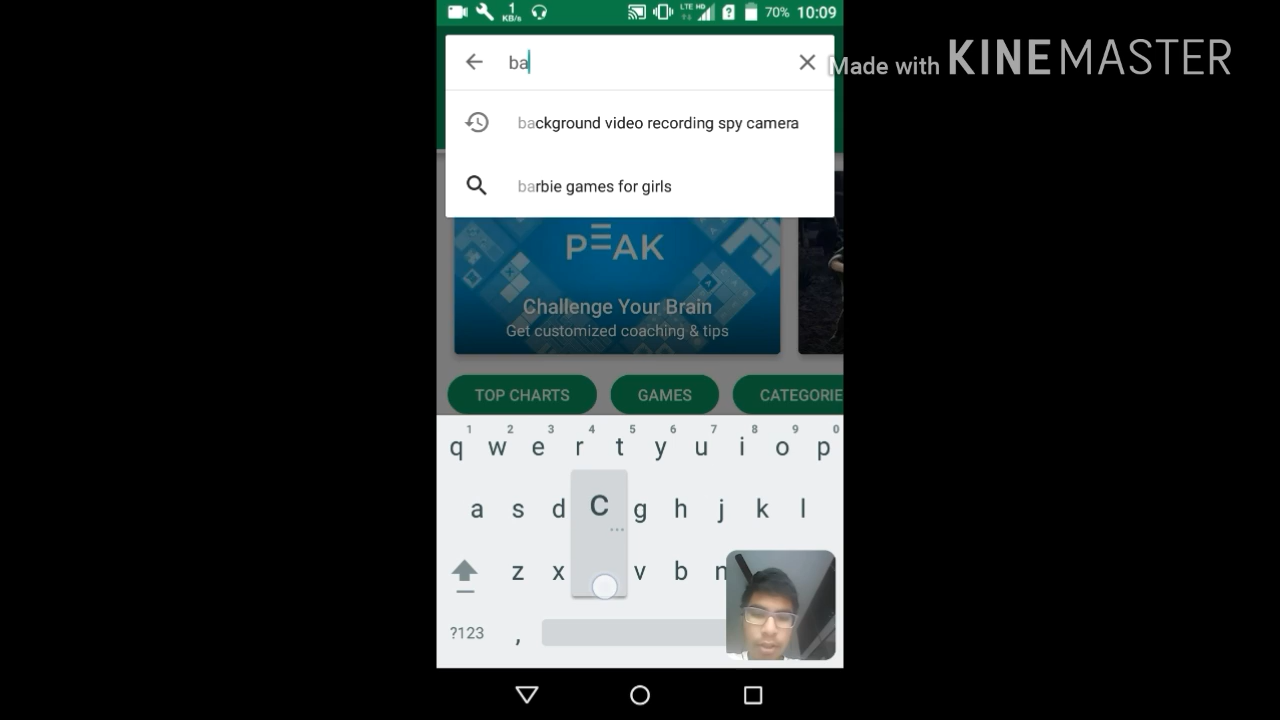 1 KB/s LTE HD 70% 10:09
ba
Made with KINEMASTER
background video recording spy camera
barbie games for girls
PEAK
Challenge Your Brain
Get customized coaching & tips
TOP CHARTS GAMES CATEGORIE
1 2 3 4 5 6 7 8 9 0
q w e r t y u i o p
a s d C g h j k l
z x v b n
?123 ,